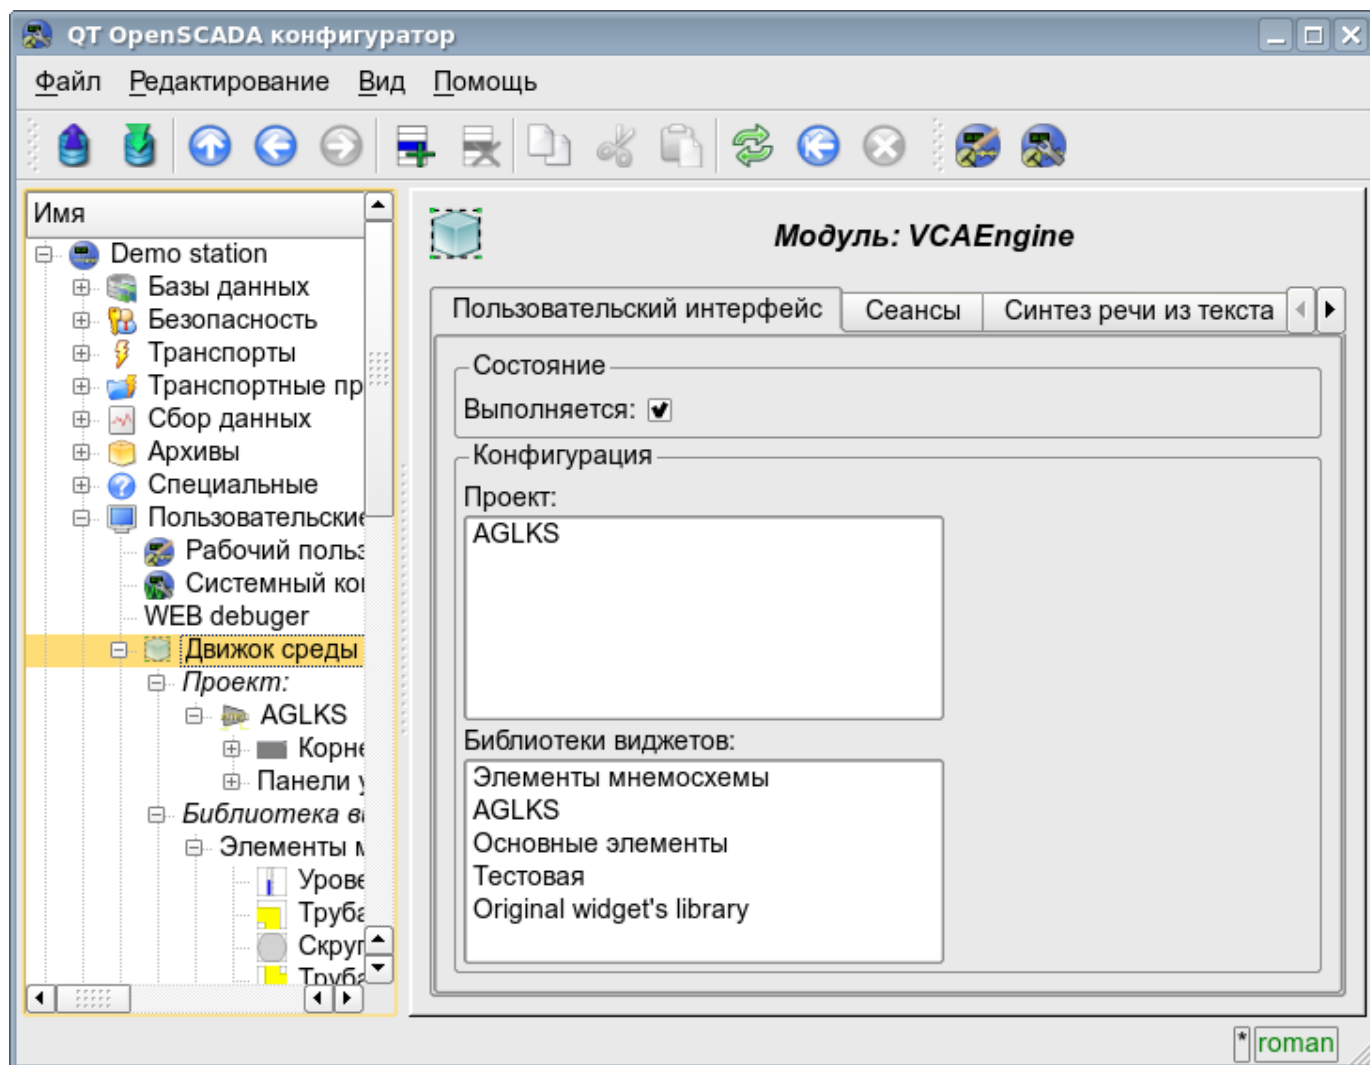 QT OpenSCADA конфигуратор
Файл Редактирование Вид Помощь
Имя
Demo station
Базы данных
Безопасность
Транспорты
Транспортные пр
Сбор данных
Архивы
Специальные
Пользовательские
Рабочий польз
Системный кон
WEB debuger
Движок среды
Проект:
AGLKS
Корне
Панели у
Библиотека ви
Элементы м
Урове
Труба
Скруг
Труба
Модуль: VCAEngine
Пользовательский интерфейс Сеансы Синтез речи из текста
Состояние
Выполняется:
Конфигурация
Проект:
AGLKS
Библиотеки виджетов:
Элементы мнемосхемы
AGLKS
Основные элементы
Тестовая
Original widget's library
* roman